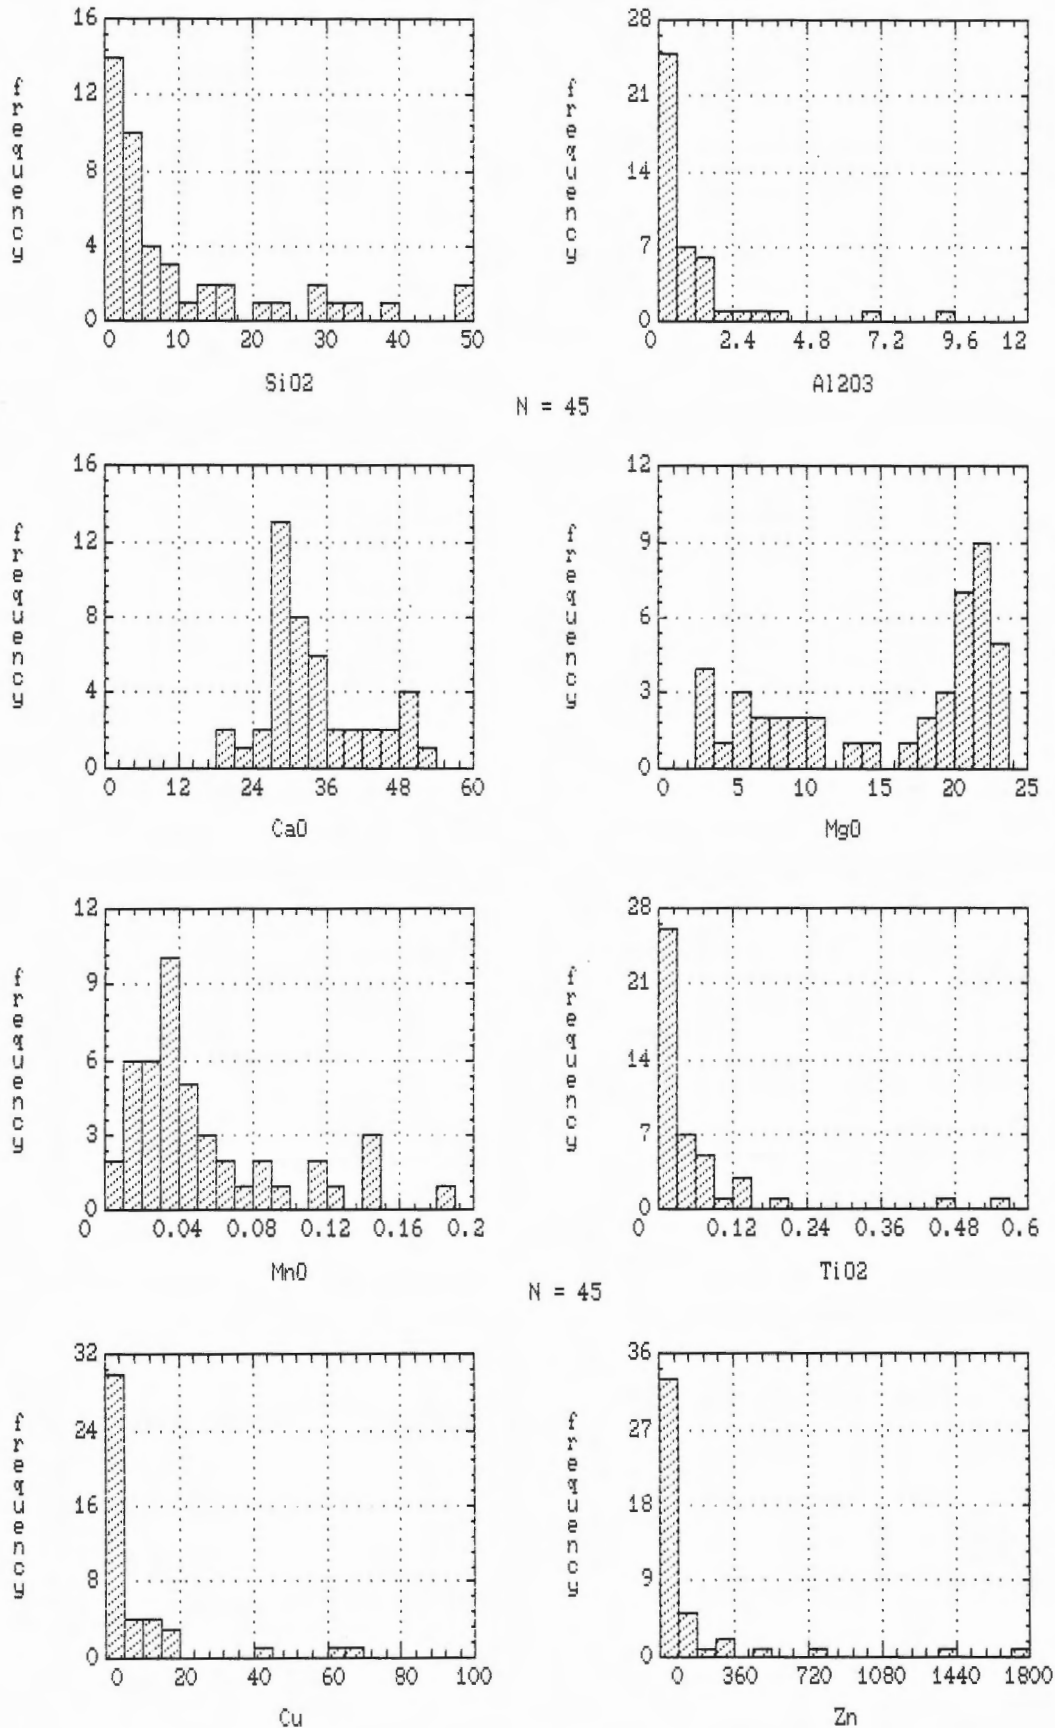 16
12
8
4
0
frequency
0 10 20 30 40 50
SiO2
28
21
14
7
0
frequency
0 2.4 4.8 7.2 9.6 12
Al2O3
N = 45
16
12
8
4
0
frequency
0 12 24 36 48 60
CaO
12
9
6
3
0
frequency
0 5 10 15 20 25
MgO
12
9
6
3
0
frequency
0 0.04 0.08 0.12 0.16 0.2
MnO
28
21
14
7
0
frequency
0 0.12 0.24 0.36 0.48 0.6
TiO2
N = 45
32
24
16
8
0
frequency
0 20 40 60 80 100
Cu
36
27
18
9
0
frequency
0 360 720 1080 1440 1800
Zn